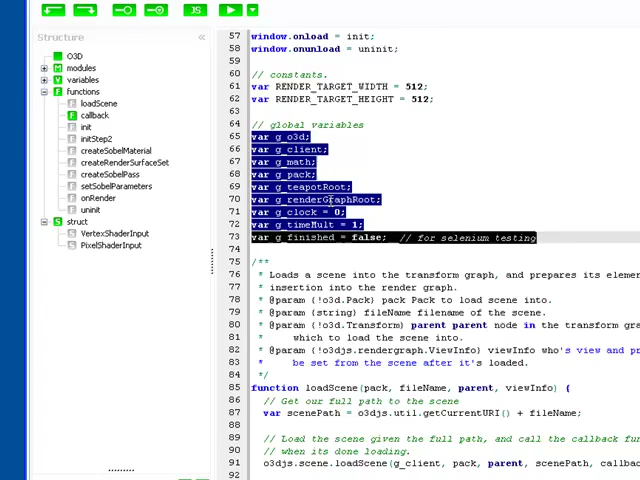 JS
Structure
O3D
modules
variables
functions
loadScene
callback
init
initStep2
createSobelMaterial
createRenderSurfaceSet
createSobelPass
setSobelParameters
onRender
uninit
struct
VertexShaderInput
PixelShaderInput
57 window.onload = init;
58 window.onunload = uninit;
59
60 // constants.
61 var RENDER_TARGET_WIDTH = 512;
62 var RENDER_TARGET_HEIGHT = 512;
63
64 // global variables
65 var g_o3d;
66 var g_client;
67 var g_math;
68 var g_pack;
69 var g_teapotRoot;
70 var g_renderGraphRoot;
71 var g_clock = 0;
72 var g_timeMult = 1;
73 var g_finished = false; // for selenium testing
75 /**
76 * Loads a scene into the transform graph, and prepares its elem
77 * insertion into the render graph.
78 * @param {!o3d.Pack} pack Pack to load scene into.
79 * @param {string} fileName filename of the scene.
80 * @param {!o3d.Transform} parent parent node in the transform gra
81 * which to load the scene into.
82 * @param {!o3djs.rendergraph.ViewInfo} viewInfo who's view and pr
83 * be set from the scene after it's loaded.
84 */
85 function loadScene(pack, fileName, parent, viewInfo) {
86 // Get our full path to the scene
87 var scenePath = o3djs.util.getCurrentURI() + fileName;
88
89 // Load the scene given the full path, and call the callback fun
90 // when its done loading.
91 o3djs.scene.loadScene(g_client, pack, parent, scenePath, callbac
92